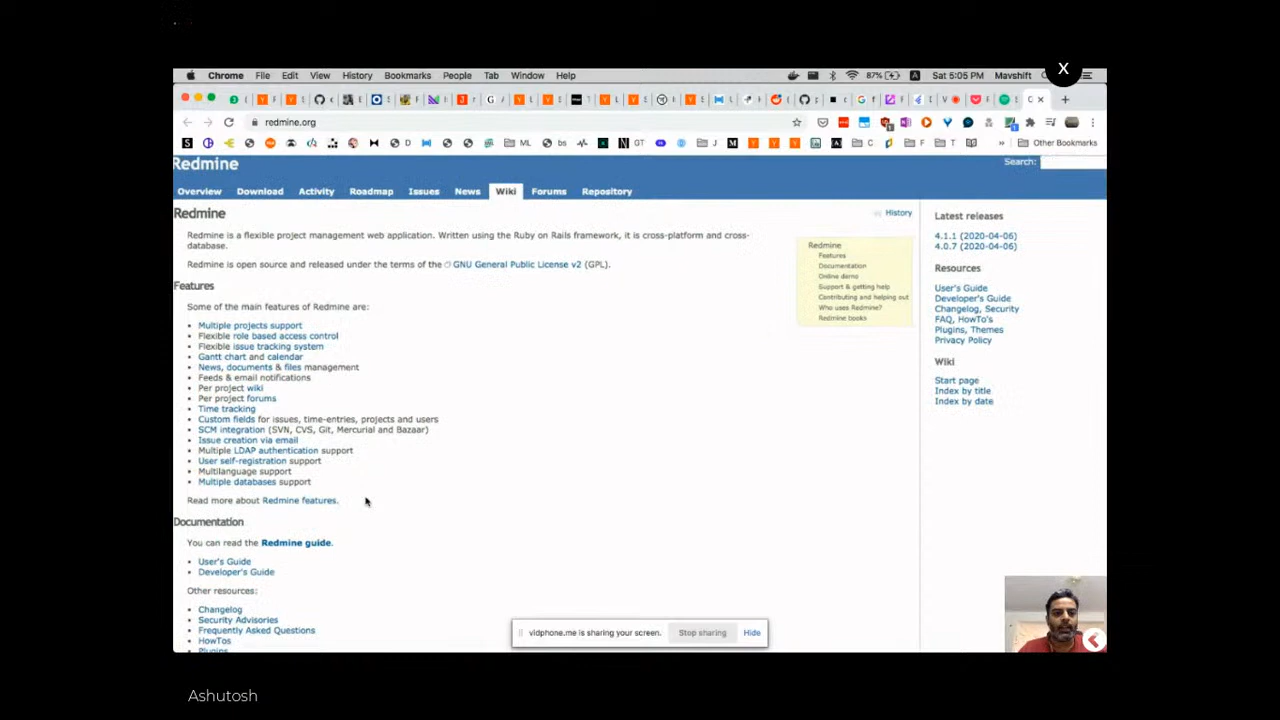 X
Chrome File Edit View History Bookmarks People Tab Window Help
87% Sat 5:05 PM Mavshift
redmine.org
D ML bs GT J M C F T » Other Bookmarks
Redmine
Search:
Overview Download Activity Roadmap Issues News Wiki Forums Repository
Redmine
History
Redmine is a flexible project management web application. Written using the Ruby on Rails framework, it is cross-platform and cross-
database.
Redmine is open source and released under the terms of the GNU General Public License v2 (GPL).
Features
Some of the main features of Redmine are:
• Multiple projects support
• Flexible role based access control
• Flexible issue tracking system
• Gantt chart and calendar
• News, documents & files management
• Feeds & email notifications
• Per project wiki
• Per project forums
• Time tracking
• Custom fields for issues, time-entries, projects and users
• SCM integration (SVN, CVS, Git, Mercurial and Bazaar)
• Issue creation via email
• Multiple LDAP authentication support
• User self-registration support
• Multilanguage support
• Multiple databases support
Read more about Redmine features.
Documentation
You can read the Redmine guide.
• User's Guide
• Developer's Guide
Other resources:
• Changelog
• Security Advisories
• Frequently Asked Questions
• HowTos
• Plugins
Redmine
Features
Documentation
Online demo
Support & getting help
Contributing and helping out
Who uses Redmine?
Redmine books
Latest releases
4.1.1 (2020-04-06)
4.0.7 (2020-04-06)
Resources
User's Guide
Developer's Guide
Changelog, Security
FAQ, HowTo's
Plugins, Themes
Privacy Policy
Wiki
Start page
Index by title
Index by date
vidphone.me is sharing your screen. Stop sharing Hide
Ashutosh